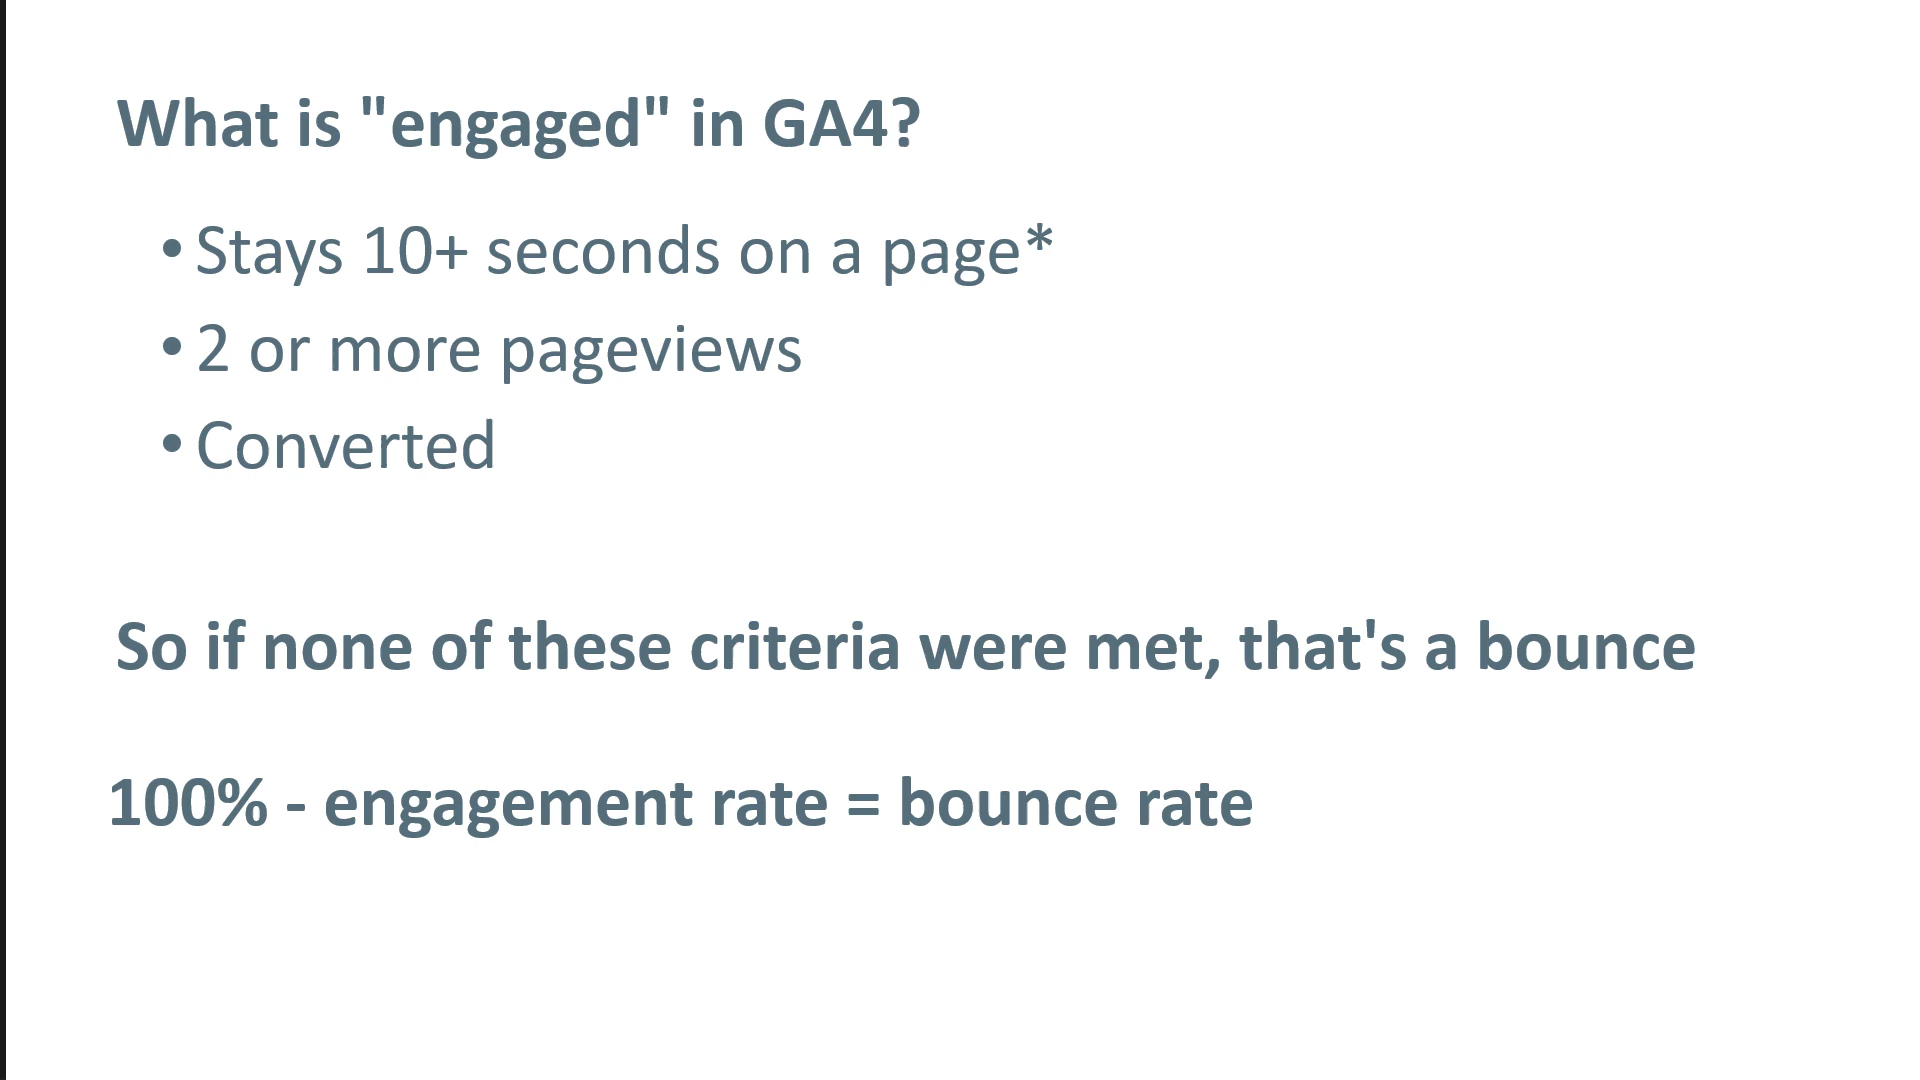 What is "engaged" in GA4?
• Stays 10+ seconds on a page*
• 2 or more pageviews
• Converted
So if none of these criteria were met, that's a bounce
100% - engagement rate = bounce rate